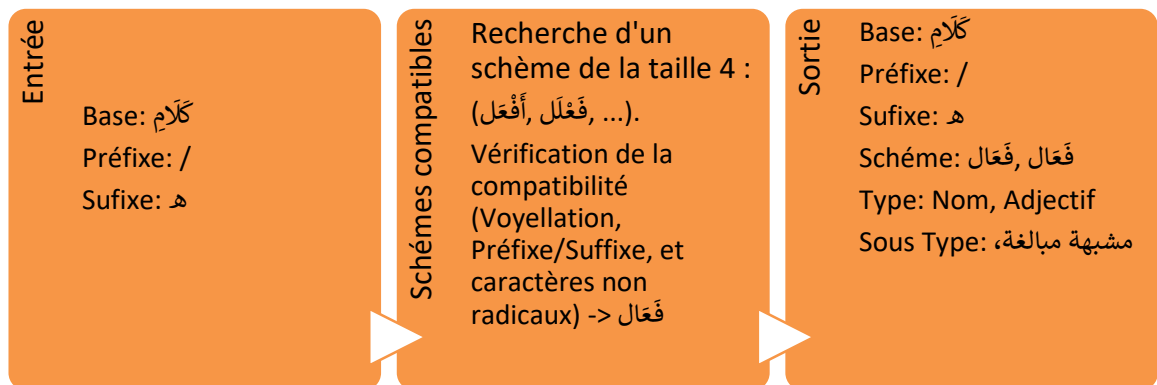 Entrée
Base: كَلَامِ
Préfixe: /
Sufixe: ه
Schémes compatibles
Recherche d'un
schème de la taille 4 :
(فَعْلَل ,أَفْعَل, ...).
Vérification de la
compatibilité
(Voyellation,
Préfixe/Suffixe, et
caractères non
radicaux) -> فَعَال
Sortie
Base: كَلَامِ
Préfixe: /
Sufixe: ه
Schéme: فَعَال ,فَعَال
Type: Nom, Adjectif
Sous Type: مشبهة مبالغة،